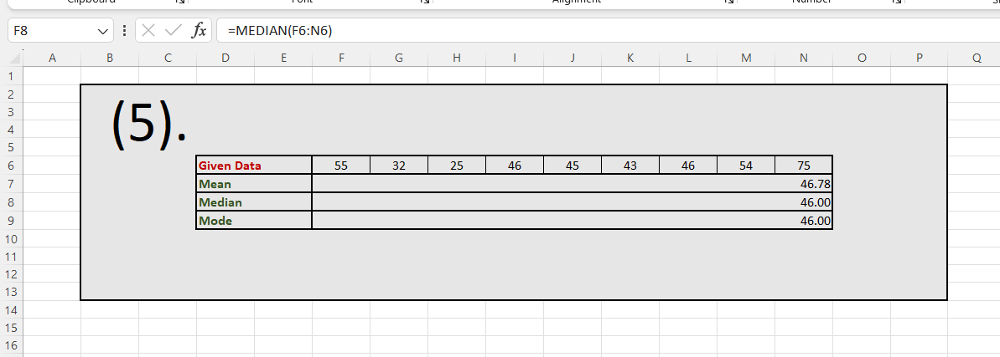 Clipboard Font Alignment Number
F8 fx =MEDIAN(F6:N6)
A B C D E F G H I J K L M N O P Q
1
2
(5).
3
4
5
6 Given Data 55 32 25 46 45 43 46 54 75
7 Mean 46.78
8 Median 46.00
9 Mode 46.00
10
11
12
13
14
15
16